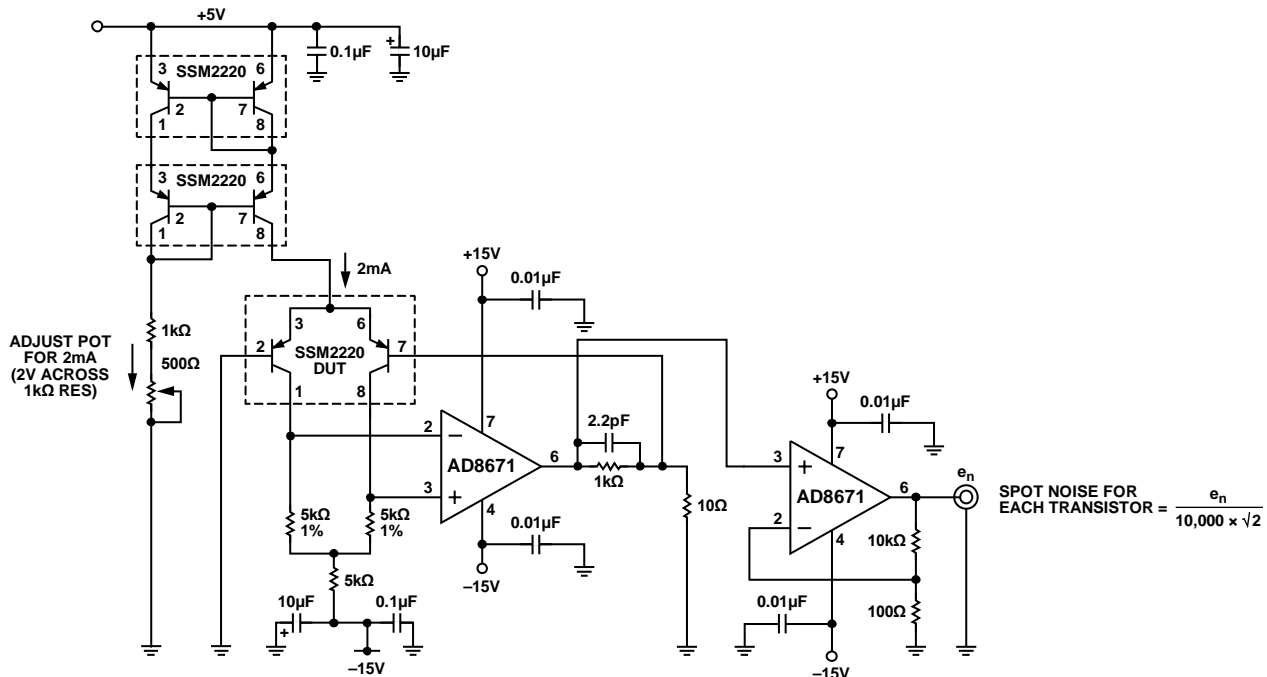 +5V
0.1µF
+
10µF
3
SSM2220
6
2
7
1
8
3
SSM2220
6
2
7
1
8
2mA
ADJUST POT
FOR 2mA
(2V ACROSS
1kΩ RES)
1kΩ
500Ω
3
6
2
SSM2220
DUT
7
1
8
+15V
0.01µF
2
−
7
AD8671
6
3
+
4
2.2pF
1kΩ
10Ω
5kΩ
1%
5kΩ
1%
0.01µF
−15V
5kΩ
10µF
+
0.1µF
−15V
+15V
0.01µF
3
+
7
AD8671
6
2
−
4
en
10kΩ
100Ω
0.01µF
−15V
SPOT NOISE FOR
EACH TRANSISTOR =
en
10,000 × √2